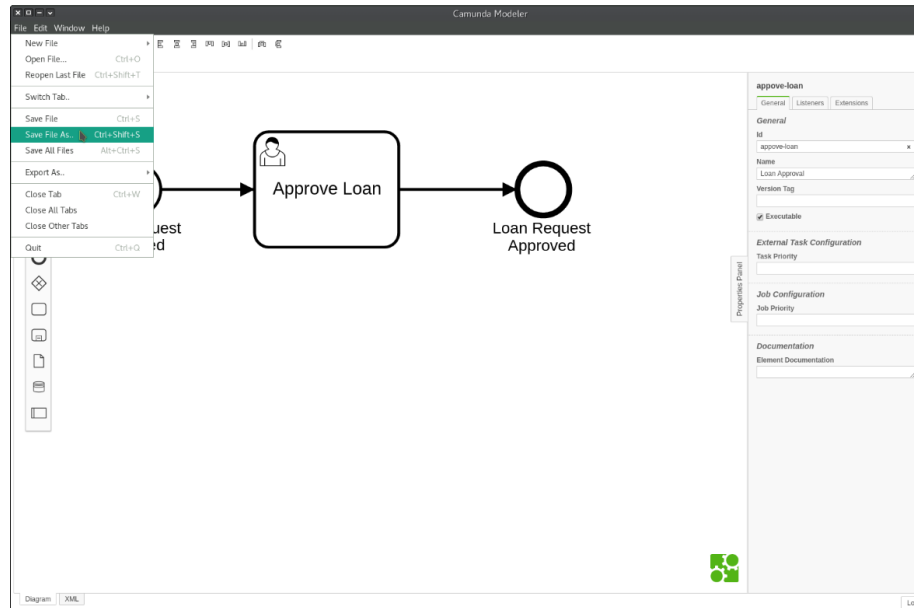 Camunda Modeler
File Edit Window Help
New File
Open File... Ctrl+O
Reopen Last File Ctrl+Shift+T
Switch Tab..
Save File Ctrl+S
Save File As.. Ctrl+Shift+S
Save All Files Alt+Ctrl+S
Export As..
Close Tab Ctrl+W
Close All Tabs
Close Other Tabs
Quit Ctrl+Q
Approve Loan
Loan Request
Approved
Properties Panel
appove-loan
General Listeners Extensions
General
Id
appove-loan
Name
Loan Approval
Version Tag
Executable
External Task Configuration
Task Priority
Job Configuration
Job Priority
Documentation
Element Documentation
Diagram XML